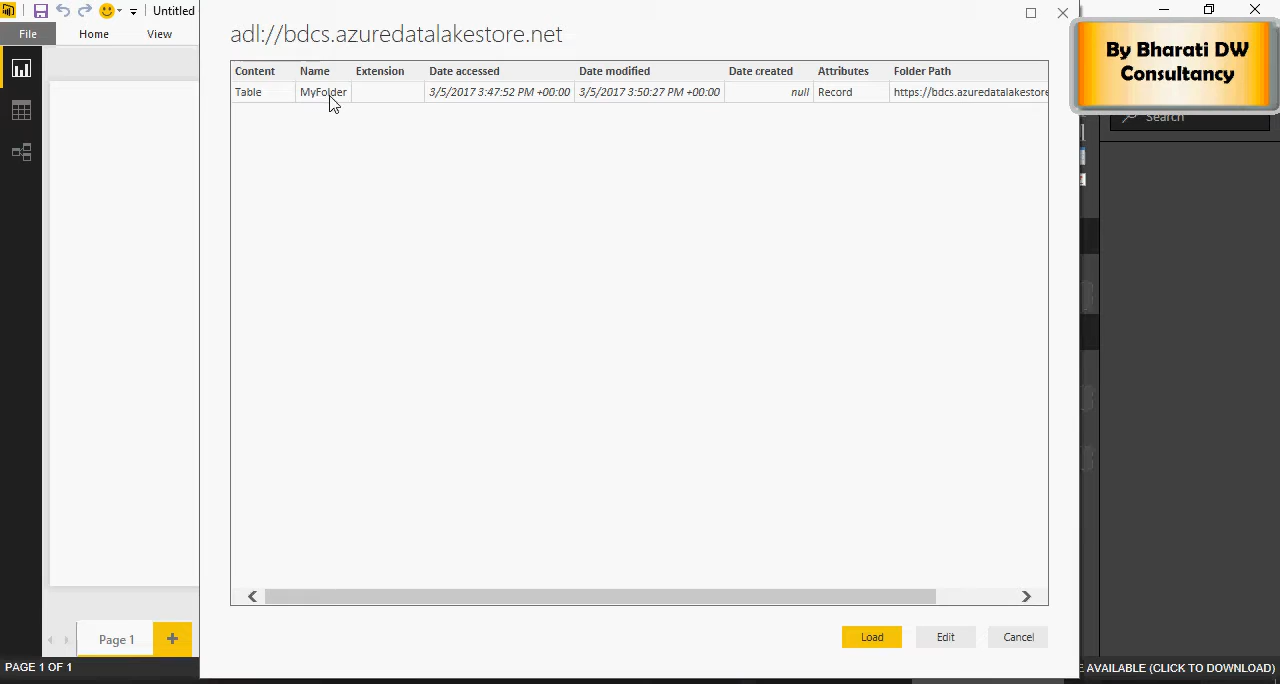 Untitled
File Home View
adl://bdcs.azuredatalakestore.net
By Bharati DW
Consultancy
Search
Content Name Extension Date accessed Date modified Date created Attributes Folder Path
Table MyFolder 3/5/2017 3:47:52 PM +00:00 3/5/2017 3:50:27 PM +00:00 null Record https://bdcs.azuredatalakestore
Load Edit Cancel
Page 1 +
PAGE 1 OF 1
AVAILABLE (CLICK TO DOWNLOAD)